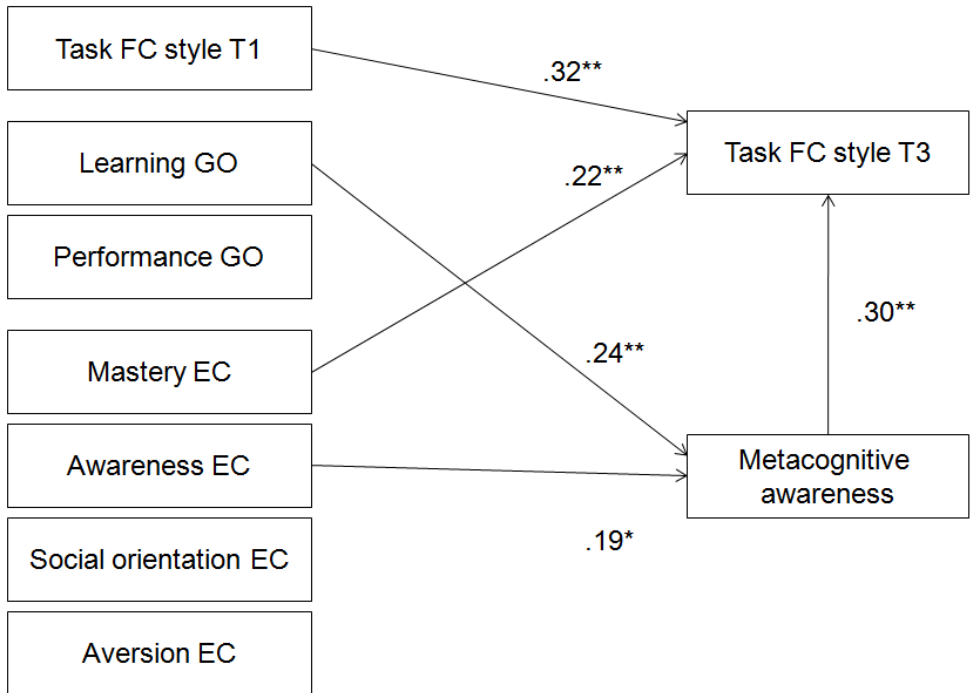 Task FC style T1
.32**
Task FC style T3
Learning GO
.22**
Performance GO
.30**
Mastery EC
.24**
Awareness EC
Metacognitive
awareness
.19*
Social orientation EC
Aversion EC